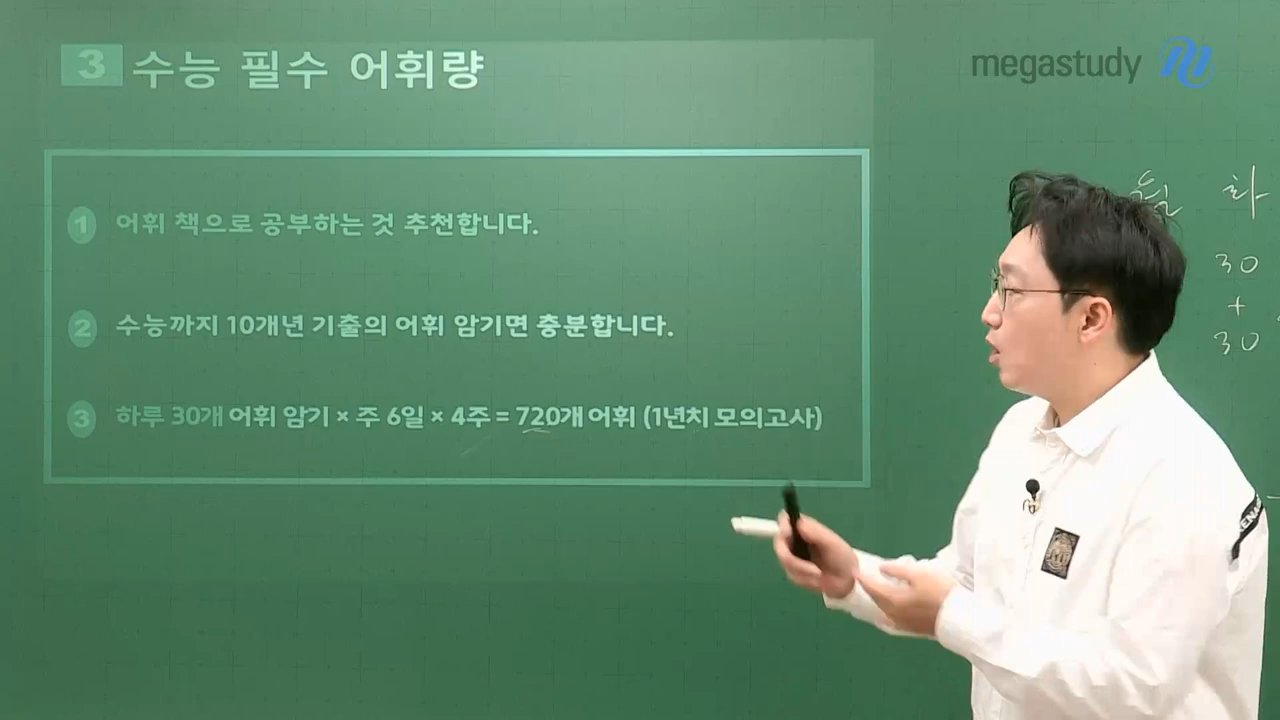 3 수능 필수 어휘량
megastudy
1 어휘 책으로 공부하는 것 추천합니다.
2 수능까지 10개년 기출의 어휘 암기면 충분합니다.
3 하루 30개 어휘 암기 × 주 6일 × 4주 = 720개 어휘 (1년치 모의고사)
월 화
30
+
30